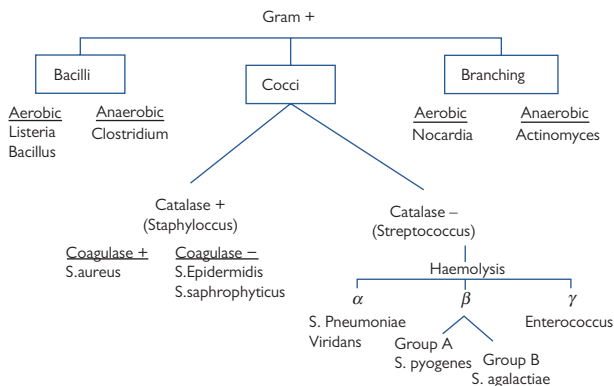 Gram +
Bacilli
Cocci
Branching
Aerobic
Listeria
Bacillus
Anaerobic
Clostridium
Aerobic
Nocardia
Anaerobic
Actinomyces
Catalase +
(Staphyloccus)
Catalase –
(Streptococcus)
Coagulase +
S.aureus
Coagulase –
S.Epidermidis
S.saphrophyticus
Haemolysis
α
β
γ
S. Pneumoniae
Viridans
Enterococcus
Group A
S. pyogenes
Group B
S. agalactiae